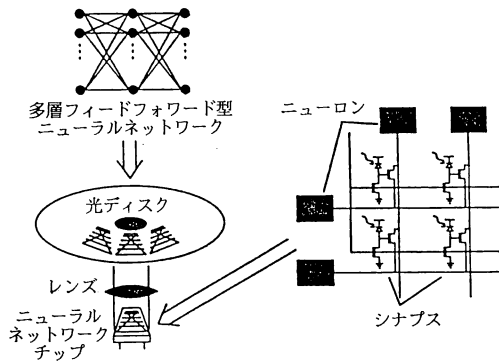 多層フィードフォワード型
ニューラルネットワーク
光ディスク
レンズ
ニューラル
ネットワーク
チップ
ニューロン
シナプス